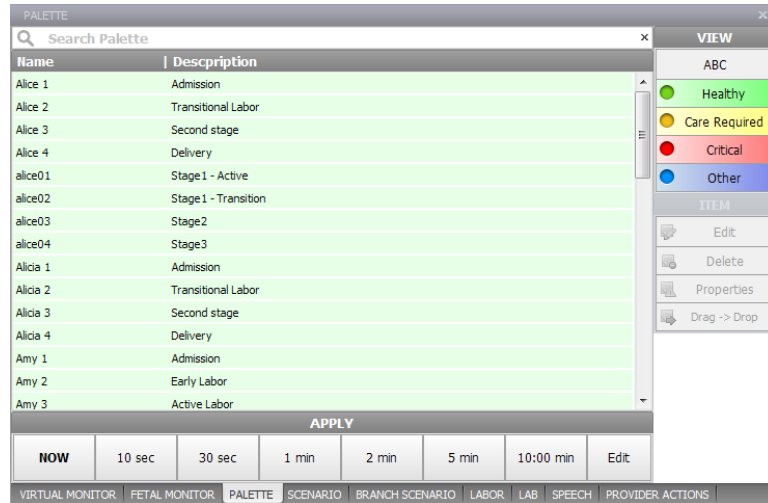 PALETTE ×
Search Palette ×
Name | Descpription
Alice 1 Admission
Alice 2 Transitional Labor
Alice 3 Second stage
Alice 4 Delivery
alice01 Stage1 - Active
alice02 Stage1 - Transition
alice03 Stage2
alice04 Stage3
Alicia 1 Admission
Alicia 2 Transitional Labor
Alicia 3 Second stage
Alicia 4 Delivery
Amy 1 Admission
Amy 2 Early Labor
Amy 3 Active Labor
VIEW
ABC
Healthy
Care Required
Critical
Other
ITEM
Edit
Delete
Properties
Drag -> Drop
APPLY
NOW 10 sec 30 sec 1 min 2 min 5 min 10:00 min Edit
VIRTUAL MONITOR FETAL MONITOR PALETTE SCENARIO BRANCH SCENARIO LABOR LAB SPEECH PROVIDER ACTIONS